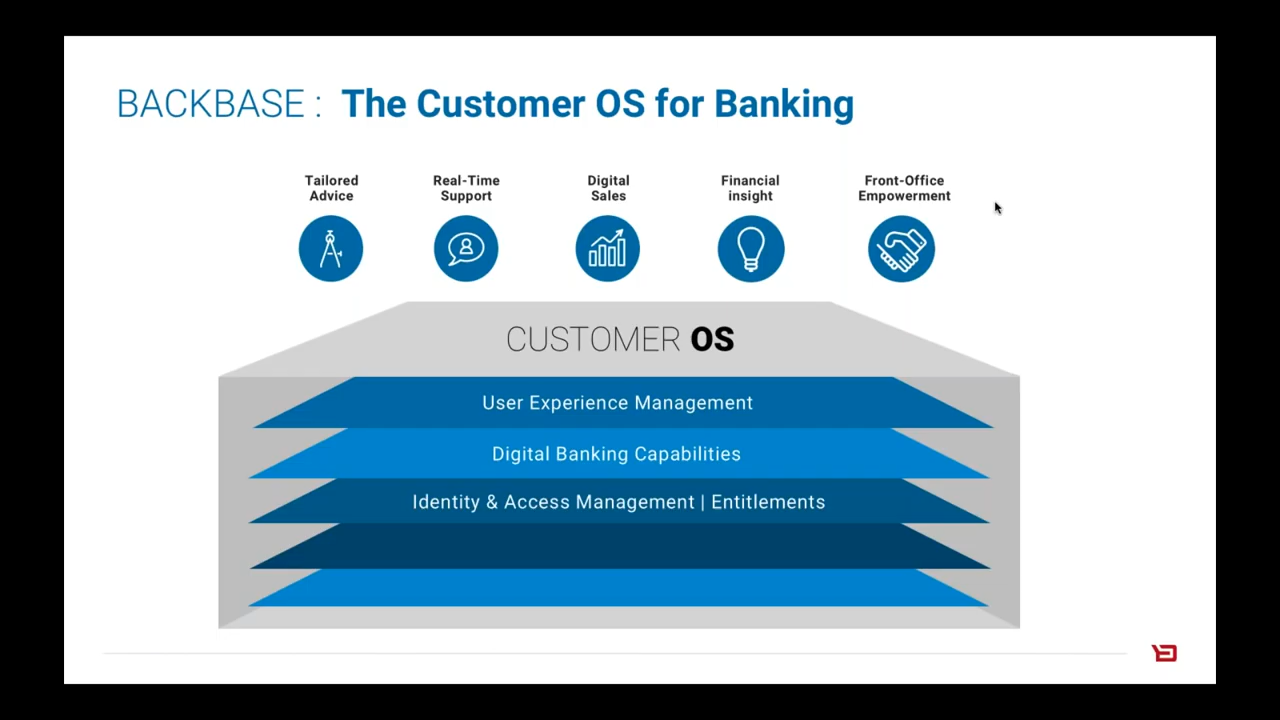 BACKBASE : The Customer OS for Banking
Tailored
Advice
Real-Time
Support
Digital
Sales
Financial
insight
Front-Office
Empowerment
CUSTOMER OS
User Experience Management
Digital Banking Capabilities
Identity & Access Management | Entitlements